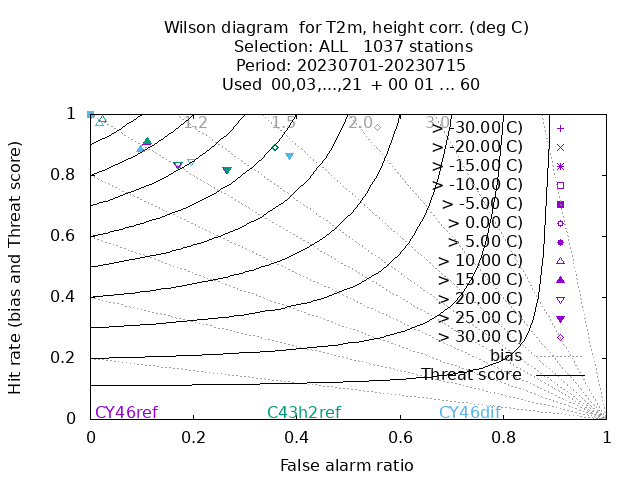 Wilson diagram for T2m, height corr. (deg C)
Selection: ALL 1037 stations
Period: 20230701-20230715
Used 00,03,...,21 + 00 01 ... 60
Hit rate (bias and Threat score)
1
0.8
0.6
0.4
0.2
0
1.2
1.5
2.0
3.0
> -30.00 C)
> -20.00 C)
> -15.00 C)
> -10.00 C)
> -5.00 C)
> 0.00 C)
> 5.00 C)
> 10.00 C)
> 15.00 C)
> 20.00 C)
> 25.00 C)
> 30.00 C)
bias
Threat score
CY46ref C43h2ref CY46dif
0 0.2 0.4 0.6 0.8 1
False alarm ratio